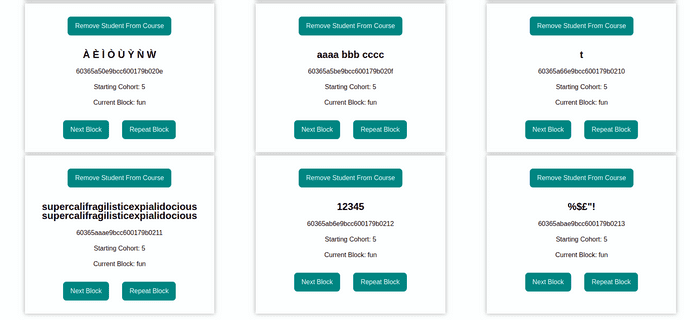 Remove Student From Course
À È Ì Ò Ù Ỳ Ǹ Ẁ
60365a50e9bcc600179b020e
Starting Cohort: 5
Current Block: fun
Next Block
Repeat Block
Remove Student From Course
aaaa bbb cccc
60365a5be9bcc600179b020f
Starting Cohort: 5
Current Block: fun
Next Block
Repeat Block
Remove Student From Course
t
60365a66e9bcc600179b0210
Starting Cohort: 5
Current Block: fun
Next Block
Repeat Block
Remove Student From Course
supercalifragilisticexpialidocious
supercalifragilisticexpialidocious
60365aaae9bcc600179b0211
Starting Cohort: 5
Current Block: fun
Next Block
Repeat Block
Remove Student From Course
12345
60365ab6e9bcc600179b0212
Starting Cohort: 5
Current Block: fun
Next Block
Repeat Block
Remove Student From Course
%$£"!
60365abae9bcc600179b0213
Starting Cohort: 5
Current Block: fun
Next Block
Repeat Block